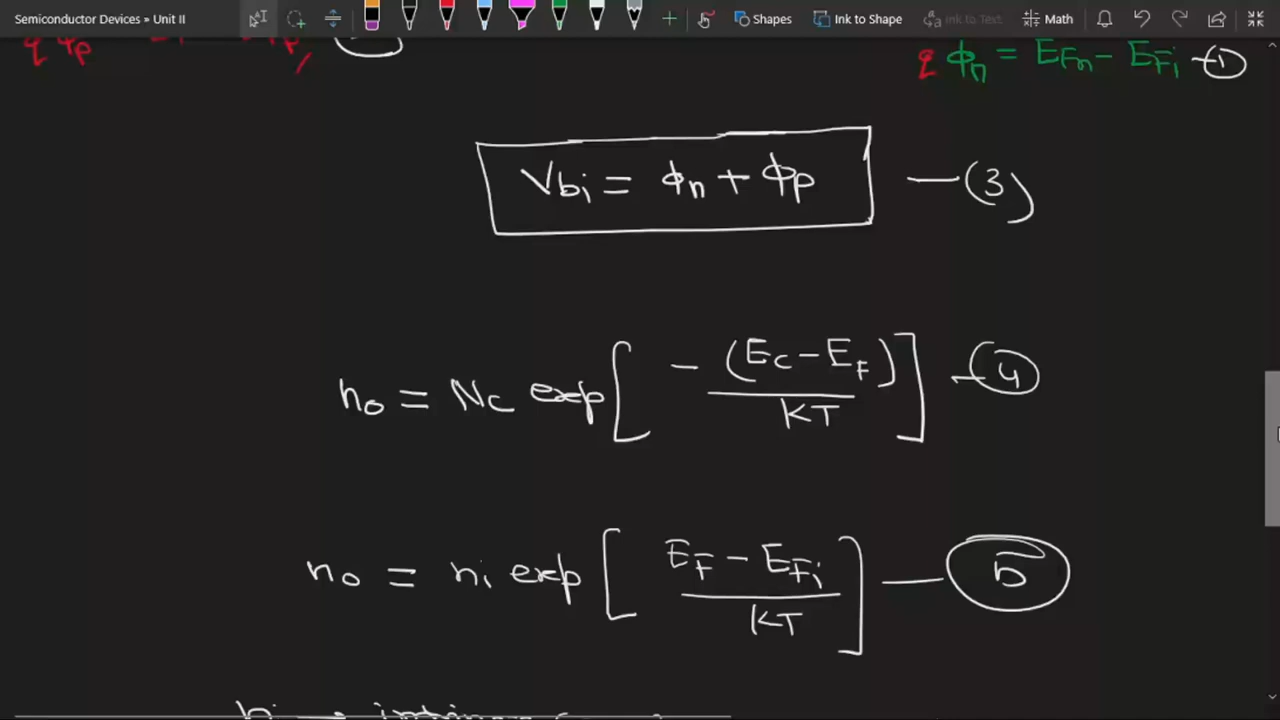 Semiconductor Devices » Unit II
Shapes
Ink to Shape
Ink to Text
Math
qϕp
qϕn = EFn - EFi -(1)
Vbi = ϕn + ϕp -(3)
n0 = Nc exp[-(Ec - EF)/KT] -(4)
n0 = ni exp[(EF - EFi)/KT] -(5)